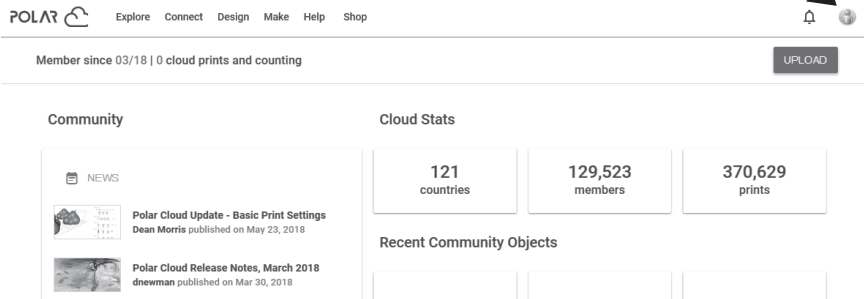 POLAR
Explore Connect Design Make Help Shop
Member since 03/18 | 0 cloud prints and counting
UPLOAD
Community
NEWS
Polar Cloud Update - Basic Print Settings
Dean Morris published on May 23, 2018
Polar Cloud Release Notes, March 2018
dnewman published on Mar 30, 2018
Cloud Stats
121
countries
129,523
members
370,629
prints
Recent Community Objects